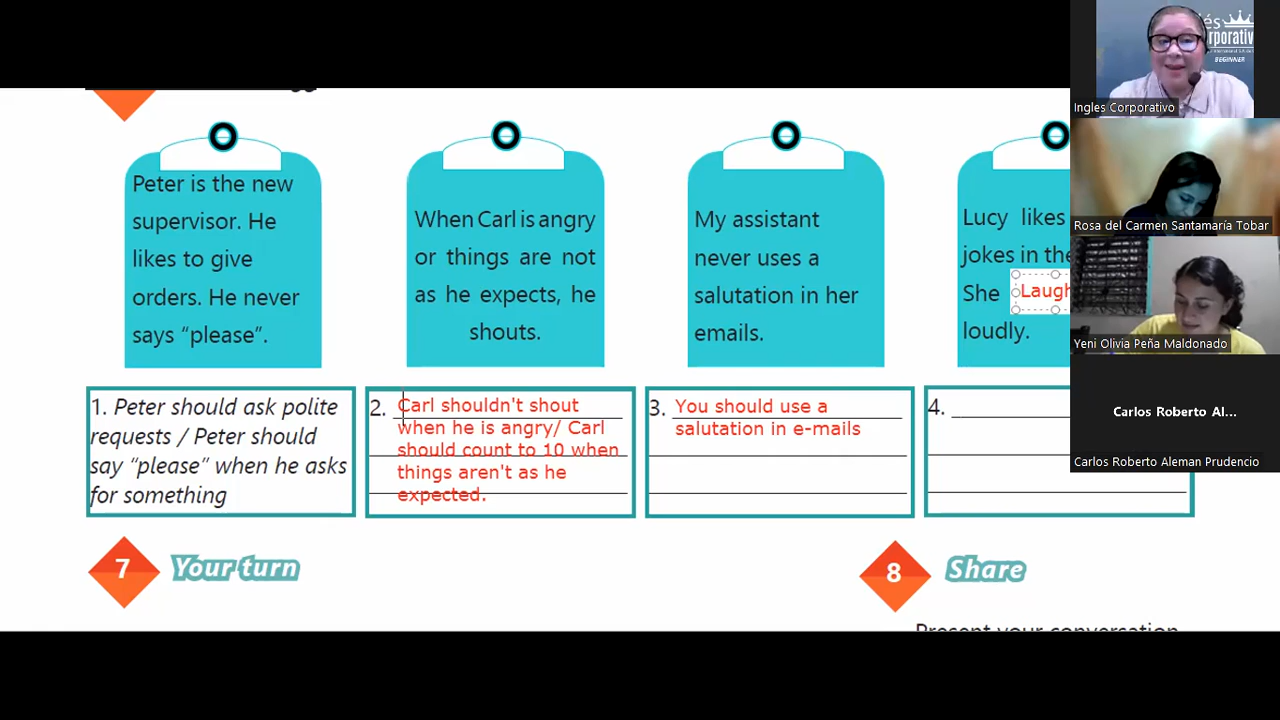 Peter is the new
supervisor. He
likes to give
orders. He never
says “please”.
When Carl is angry
or things are not
as he expects, he
shouts.
My assistant
never uses a
salutation in her
emails.
Lucy likes
jokes in the
She Laugh
loudly.
1. Peter should ask polite
requests / Peter should
say “please” when he asks
for something
2. Carl shouldn't shout
when he is angry/ Carl
should count to 10 when
things aren't as he
expected.
3. You should use a
salutation in e-mails
4.
7 Your turn
8 Share
Present your conversation
BEGINNER
Ingles Corporativo
Rosa del Carmen Santamaría Tobar
Yeni Olivia Peña Maldonado
Carlos Roberto Al...
Carlos Roberto Aleman Prudencio